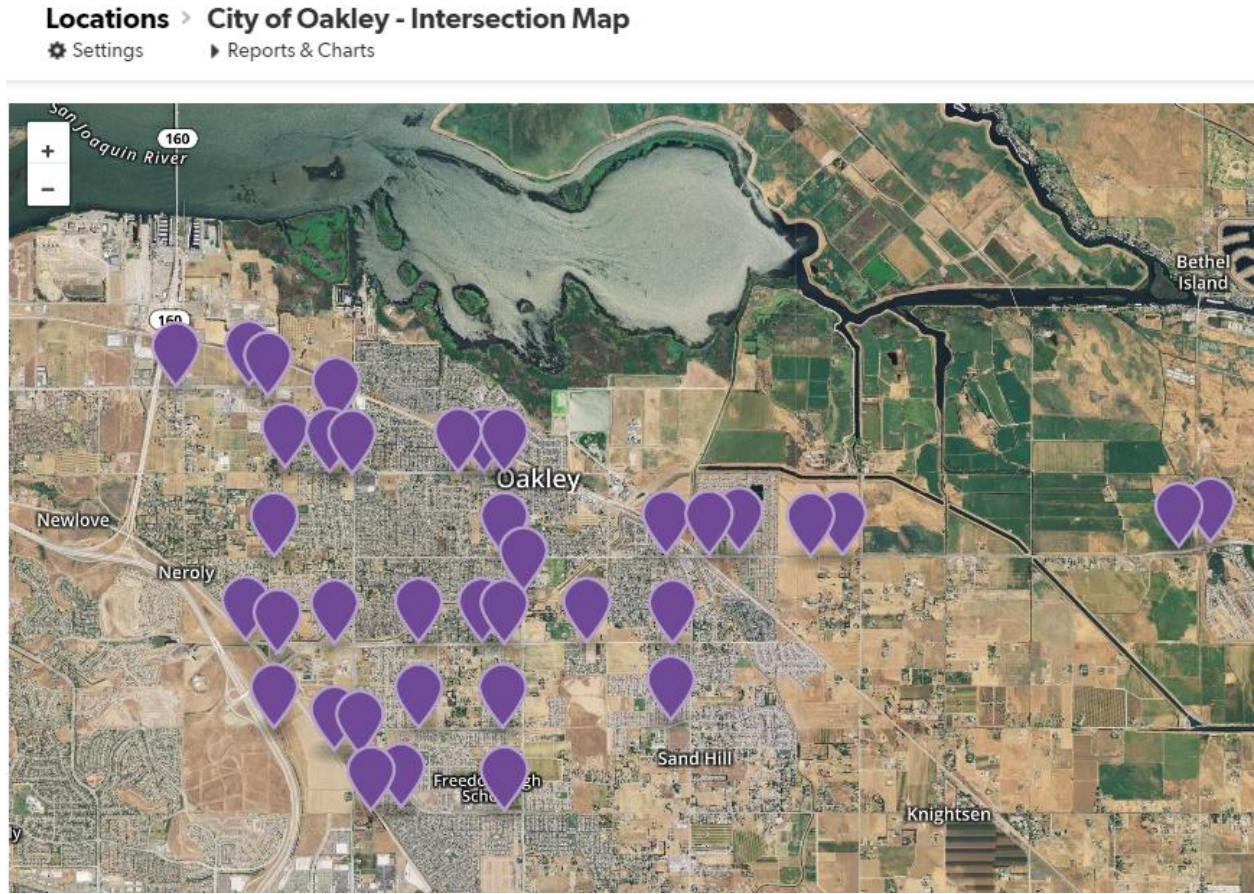 Locations > City of Oakley - Intersection Map
Settings
Reports & Charts
+
−
San Joaquin River
160
160
Bethel
Island
Oakley
Newlove
Neroly
Sand Hill
Knightsen
ly